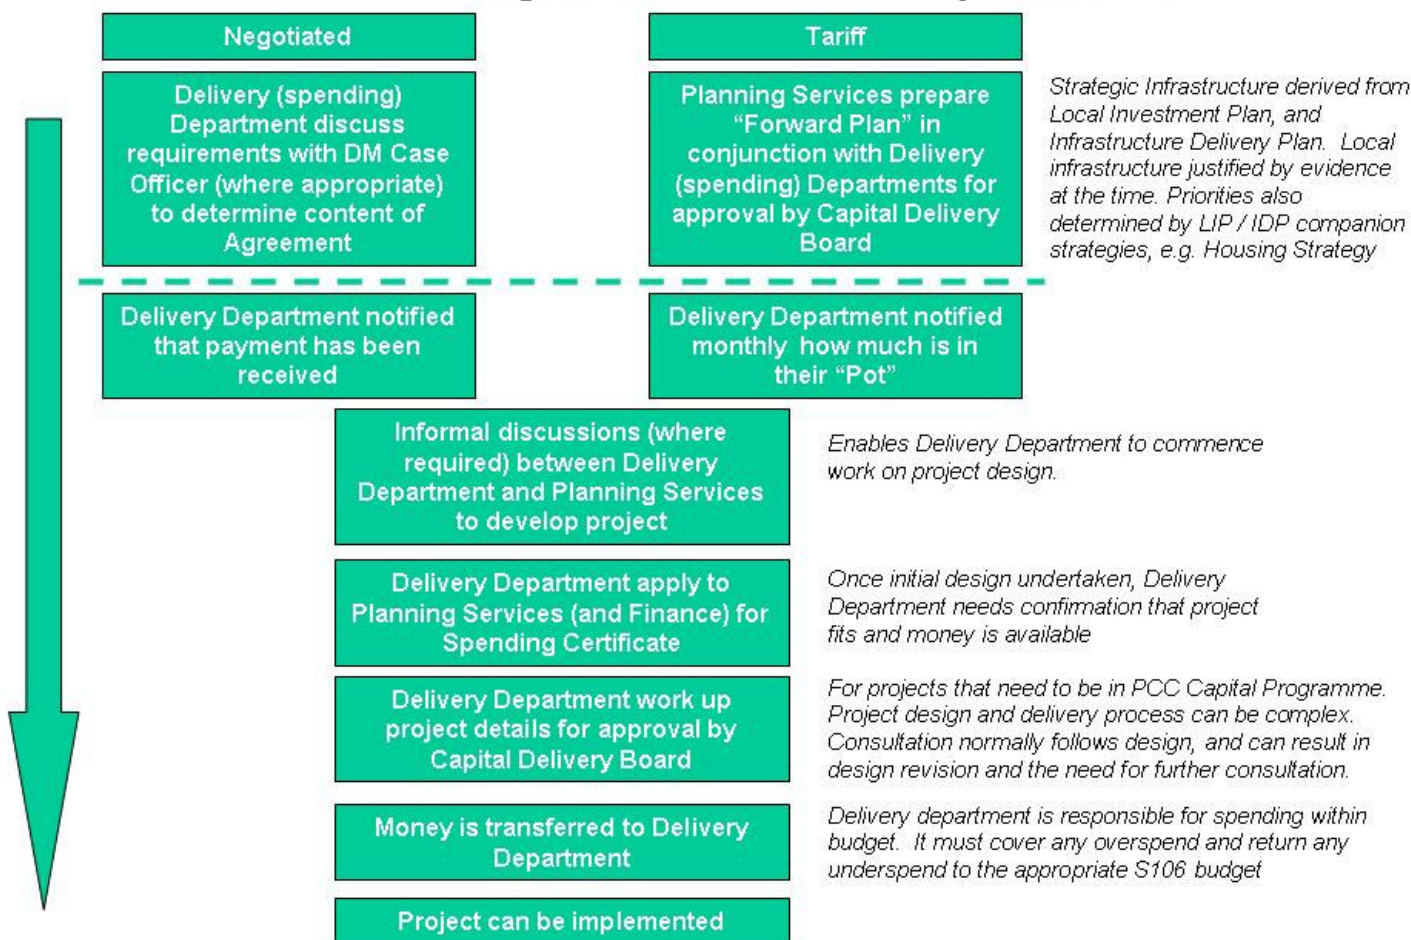 Negotiated
Tariff
Delivery (spending)
Department discuss
requirements with DM Case
Officer (where appropriate)
to determine content of
Agreement
Planning Services prepare
“Forward Plan” in
conjunction with Delivery
(spending) Departments for
approval by Capital Delivery
Board
Strategic Infrastructure derived from
Local Investment Plan, and
Infrastructure Delivery Plan. Local
infrastructure justified by evidence
at the time. Priorities also
determined by LIP / IDP companion
strategies, e.g. Housing Strategy
Delivery Department notified
that payment has been
received
Delivery Department notified
monthly how much is in
their “Pot”
Informal discussions (where
required) between Delivery
Department and Planning Services
to develop project
Enables Delivery Department to commence
work on project design.
Delivery Department apply to
Planning Services (and Finance) for
Spending Certificate
Once initial design undertaken, Delivery
Department needs confirmation that project
fits and money is available
Delivery Department work up
project details for approval by
Capital Delivery Board
For projects that need to be in PCC Capital Programme.
Project design and delivery process can be complex.
Consultation normally follows design, and can result in
design revision and the need for further consultation.
Money is transferred to Delivery
Department
Delivery department is responsible for spending within
budget. It must cover any overspend and return any
underspend to the appropriate S106 budget
Project can be implemented